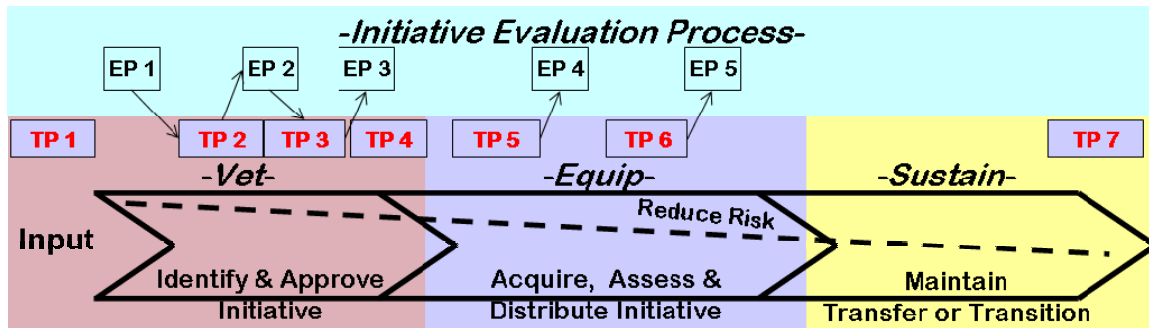 -Initiative Evaluation Process-
EP 1
EP 2
EP 3
EP 4
EP 5
TP 1
TP 2
TP 3
TP 4
TP 5
TP 6
TP 7
-Vet-
-Equip-
-Sustain-
Reduce Risk
Input
Identify & Approve
Initiative
Acquire, Assess &
Distribute Initiative
Maintain
Transfer or Transition